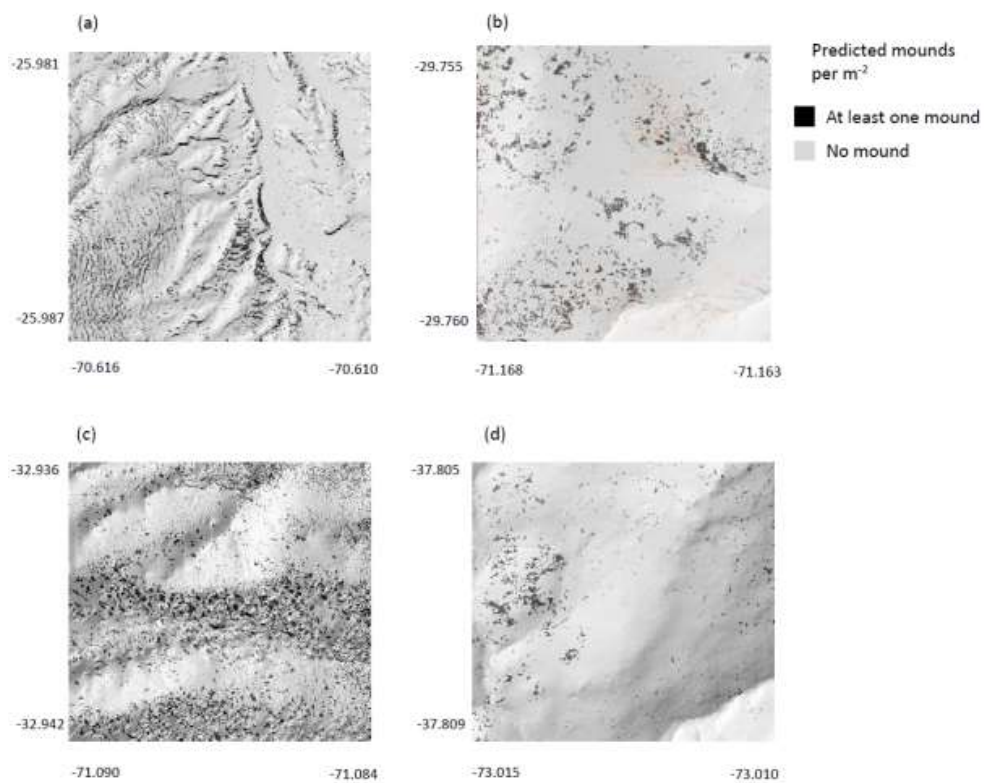 (a)
(b)
-25.981
-29.755
Predicted mounds
per m⁻²
At least one mound
No mound
-25.987
-29.760
-70.616
-70.610
-71.168
-71.163
(c)
(d)
-32.936
-37.805
-32.942
-37.809
-71.090
-71.084
-73.015
-73.010